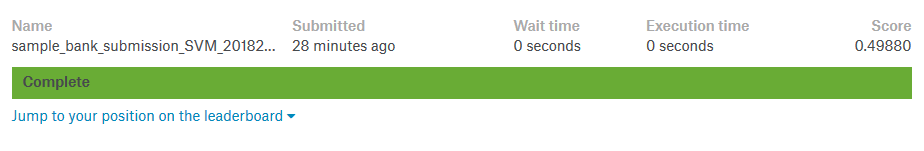 Name Submitted Wait time Execution time Score
sample_bank_submission_SVM_20182... 28 minutes ago 0 seconds 0 seconds 0.49880
Complete
Jump to your position on the leaderboard